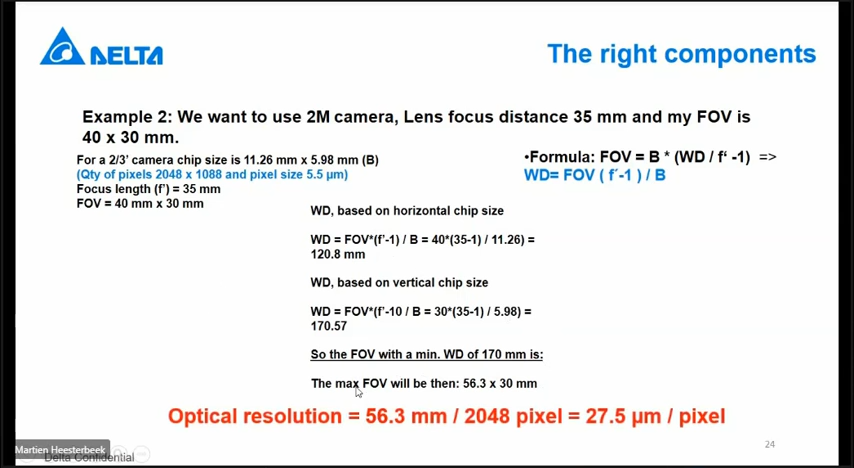 DELTA
The right components
Example 2: We want to use 2M camera, Lens focus distance 35 mm and my FOV is
40 x 30 mm.
For a 2/3' camera chip size is 11.26 mm x 5.98 mm (B)
(Qty of pixels 2048 x 1088 and pixel size 5.5 µm)
Focus length (f') = 35 mm
FOV = 40 mm x 30 mm
•Formula: FOV = B * (WD / f‘ -1) =>
WD= FOV ( f´-1 ) / B
WD, based on horizontal chip size
WD = FOV*(f'-1) / B = 40*(35-1) / 11.26) =
120.8 mm
WD, based on vertical chip size
WD = FOV*(f'-10 / B = 30*(35-1) / 5.98) =
170.57
So the FOV with a min. WD of 170 mm is:
The max FOV will be then: 56.3 x 30 mm
Optical resolution = 56.3 mm / 2048 pixel = 27.5 µm / pixel
24
Martien Heesterbeek
Delta Confidential